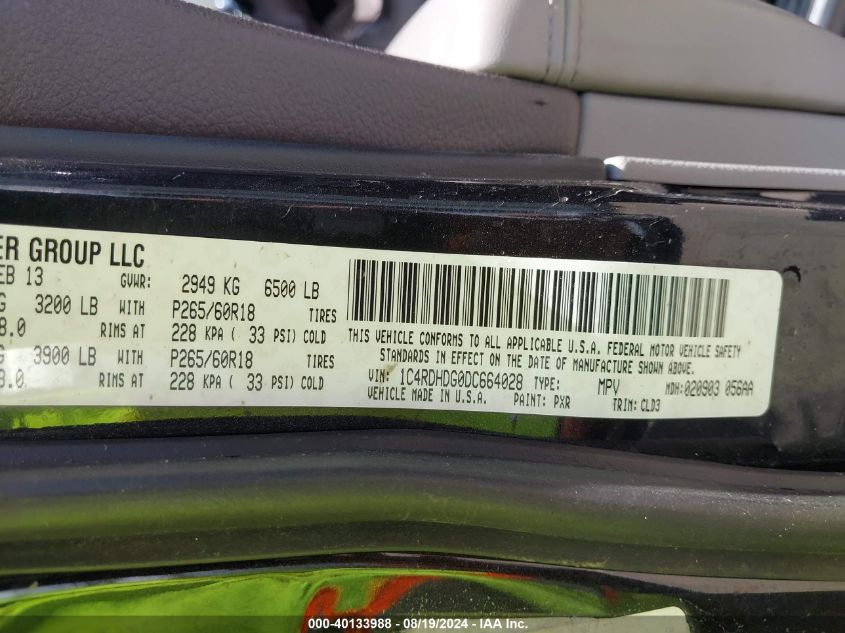 ER GROUP LLC
EB 13 GVWR: 2949 KG 6500 LB
G 3200 LB WITH P265/60R18 TIRES
8.0 RIMS AT 228 KPA ( 33 PSI) COLD
G 3900 LB WITH P265/60R18 TIRES
8.0 RIMS AT 228 KPA ( 33 PSI) COLD
THIS VEHICLE CONFORMS TO ALL APPLICABLE U.S.A. FEDERAL MOTOR VEHICLE SAFETY
STANDARDS IN EFFECT ON THE DATE OF MANUFACTURE SHOWN ABOVE.
VIN: 1C4RDHDG0DC664028 TYPE: MPV MDH:020903 056AA
VEHICLE MADE IN U.S.A. PAINT: PXR TRIM: CLD3
000-40133988 - 08/19/2024 - IAA Inc.